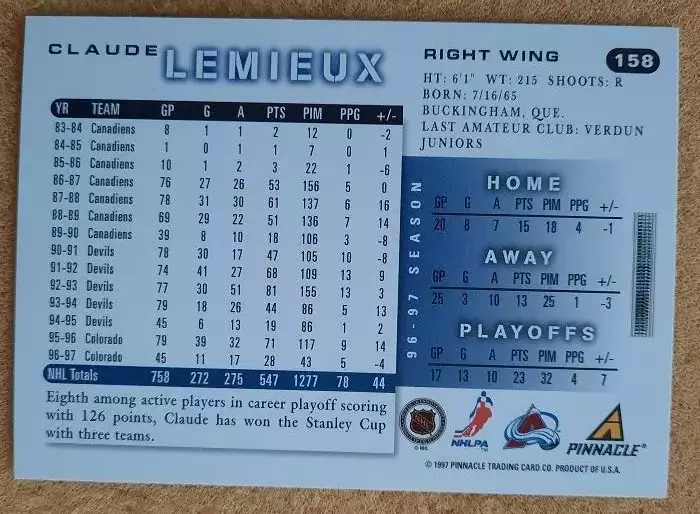 CLAUDE LEMIEUX
RIGHT WING 158
HT: 6'1" WT: 215 SHOOTS: R
BORN: 7/16/65
BUCKINGHAM, QUE.
LAST AMATEUR CLUB: VERDUN
JUNIORS
YR TEAM GP G A PTS PIM PPG +/-
83-84 Canadiens 8 1 1 2 12 0 -2
84-85 Canadiens 1 0 1 1 7 0 1
85-86 Canadiens 10 1 2 3 22 1 -6
86-87 Canadiens 76 27 26 53 156 5 0
87-88 Canadiens 78 31 30 61 137 6 16
88-89 Canadiens 69 29 22 51 136 7 14
89-90 Canadiens 39 8 10 18 106 3 -8
90-91 Devils 78 30 17 47 105 10 -8
91-92 Devils 74 41 27 68 109 13 9
92-93 Devils 77 30 51 81 155 13 3
93-94 Devils 79 18 26 44 86 5 13
94-95 Devils 45 6 13 19 86 1 2
95-96 Colorado 79 39 32 71 117 9 14
96-97 Colorado 45 11 17 28 43 5 -4
NHL Totals 758 272 275 547 1277 78 44
Eighth among active players in career playoff scoring
with 126 points, Claude has won the Stanley Cup
with three teams.
96-97 SEASON
HOME
GP G A PTS PIM PPG +/-
20 8 7 15 18 4 -1
AWAY
GP G A PTS PIM PPG +/-
25 3 10 13 25 1 -3
PLAYOFFS
GP G A PTS PIM PPG +/-
17 13 10 23 32 4 7
NHL
© NHL
NHLPA
PINNACLE
© 1997 PINNACLE TRADING CARD CO. PRODUCT OF U.S.A.